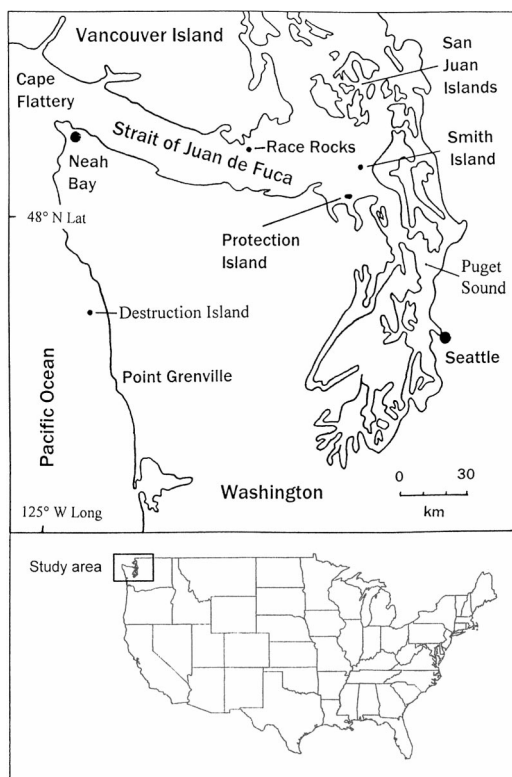 Vancouver Island
San Juan
Islands
Cape
Flattery
Strait of Juan de Fuca
Race Rocks
Smith
Island
Neah
Bay
48° N Lat
Protection
Island
Puget
Sound
Destruction Island
Seattle
Point Grenville
Pacific Ocean
0 30
km
Washington
125° W Long
Study area